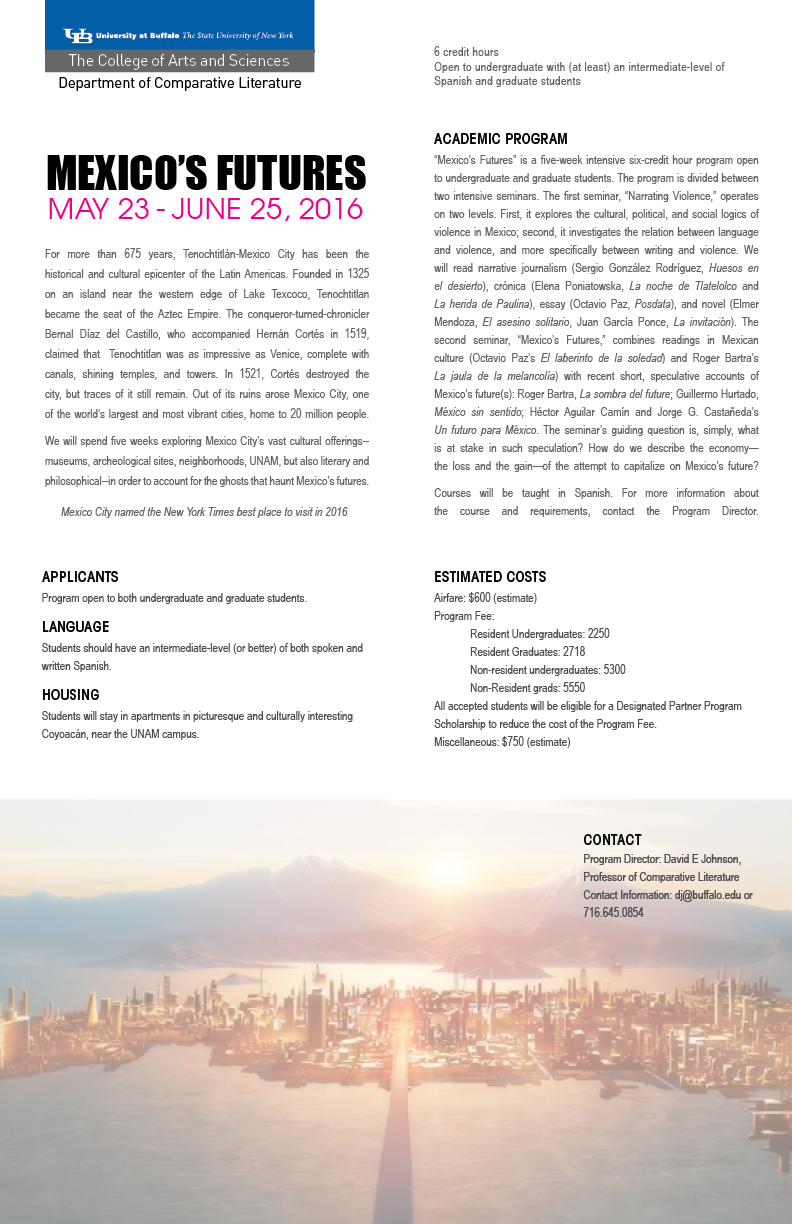 University at Buffalo The State University of New York
The College of Arts and Sciences
Department of Comparative Literature
6 credit hours
Open to undergraduate with (at least) an intermediate-level of
Spanish and graduate students
MEXICO'S FUTURES
MAY 23 - JUNE 25, 2016
For more than 675 years, Tenochtitlán-Mexico City has been the
historical and cultural epicenter of the Latin Americas. Founded in 1325
on an island near the western edge of Lake Texcoco, Tenochtitlan
became the seat of the Aztec Empire. The conqueror-turned-chronicler
Bernal Díaz del Castillo, who accompanied Hernán Cortés in 1519,
claimed that Tenochtitlan was as impressive as Venice, complete with
canals, shining temples, and towers. In 1521, Cortés destroyed the
city, but traces of it still remain. Out of its ruins arose Mexico City, one
of the world's largest and most vibrant cities, home to 20 million people.
We will spend five weeks exploring Mexico City's vast cultural offerings–
museums, archeological sites, neighborhoods, UNAM, but also literary and
philosophical–in order to account for the ghosts that haunt Mexico's futures.
Mexico City named the New York Times best place to visit in 2016
ACADEMIC PROGRAM
“Mexico's Futures” is a five-week intensive six-credit hour program open
to undergraduate and graduate students. The program is divided between
two intensive seminars. The first seminar, “Narrating Violence,” operates
on two levels. First, it explores the cultural, political, and social logics of
violence in Mexico; second, it investigates the relation between language
and violence, and more specifically between writing and violence. We
will read narrative journalism (Sergio González Rodríguez, Huesos en
el desierto), crónica (Elena Poniatowska, La noche de Tlatelolco and
La herida de Paulina), essay (Octavio Paz, Posdata), and novel (Elmer
Mendoza, El asesino solitario, Juan García Ponce, La invitación). The
second seminar, “Mexico's Futures,” combines readings in Mexican
culture (Octavio Paz's El laberinto de la soledad) and Roger Bartra's
La jaula de la melancolía) with recent short, speculative accounts of
Mexico's future(s): Roger Bartra, La sombra del future; Guillermo Hurtado,
México sin sentido; Héctor Aguilar Camín and Jorge G. Castañeda's
Un futuro para México. The seminar's guiding question is, simply, what
is at stake in such speculation? How do we describe the economy—
the loss and the gain—of the attempt to capitalize on Mexico's future?
Courses will be taught in Spanish. For more information about
the course and requirements, contact the Program Director.
APPLICANTS
Program open to both undergraduate and graduate students.
LANGUAGE
Students should have an intermediate-level (or better) of both spoken and
written Spanish.
HOUSING
Students will stay in apartments in picturesque and culturally interesting
Coyoacán, near the UNAM campus.
ESTIMATED COSTS
Airfare: $600 (estimate)
Program Fee:
Resident Undergraduates: 2250
Resident Graduates: 2718
Non-resident undergraduates: 5300
Non-Resident grads: 5550
All accepted students will be eligible for a Designated Partner Program
Scholarship to reduce the cost of the Program Fee.
Miscellaneous: $750 (estimate)
CONTACT
Program Director: David E Johnson,
Professor of Comparative Literature
Contact Information: dj@buffalo.edu or
716.645.0854